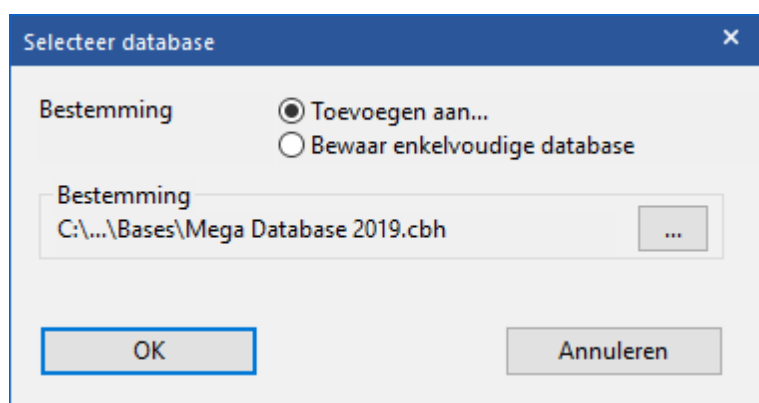 Selecteer database
Bestemming
Toevoegen aan...
Bewaar enkelvoudige database
Bestemming
C:\...\Bases\Mega Database 2019.cbh
...
OK
Annuleren